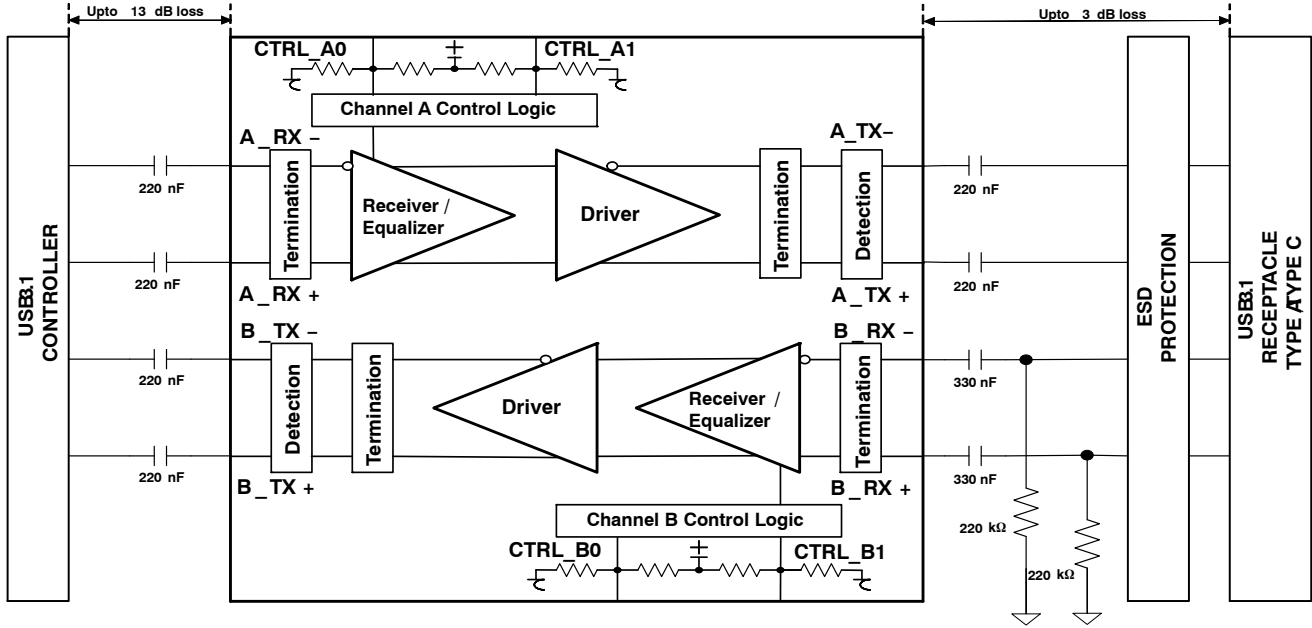 Upto 13 dB loss
Upto 3 dB loss
CTRL_A0
CTRL_A1
Channel A Control Logic
A_RX -
A_TX-
220 nF
Termination
Receiver /
Equalizer
Driver
Termination
Detection
220 nF
220 nF
A_RX +
A_TX +
220 nF
USB3.1
CONTROLLER
ESD
PROTECTION
USB3.1
RECEPTACLE
TYPE A TYPE C
B_TX -
B_RX -
220 nF
Detection
Termination
Driver
Receiver /
Equalizer
Termination
330 nF
220 nF
B_TX +
B_RX +
330 nF
Channel B Control Logic
220 kΩ
CTRL_B0
CTRL_B1
220 kΩ